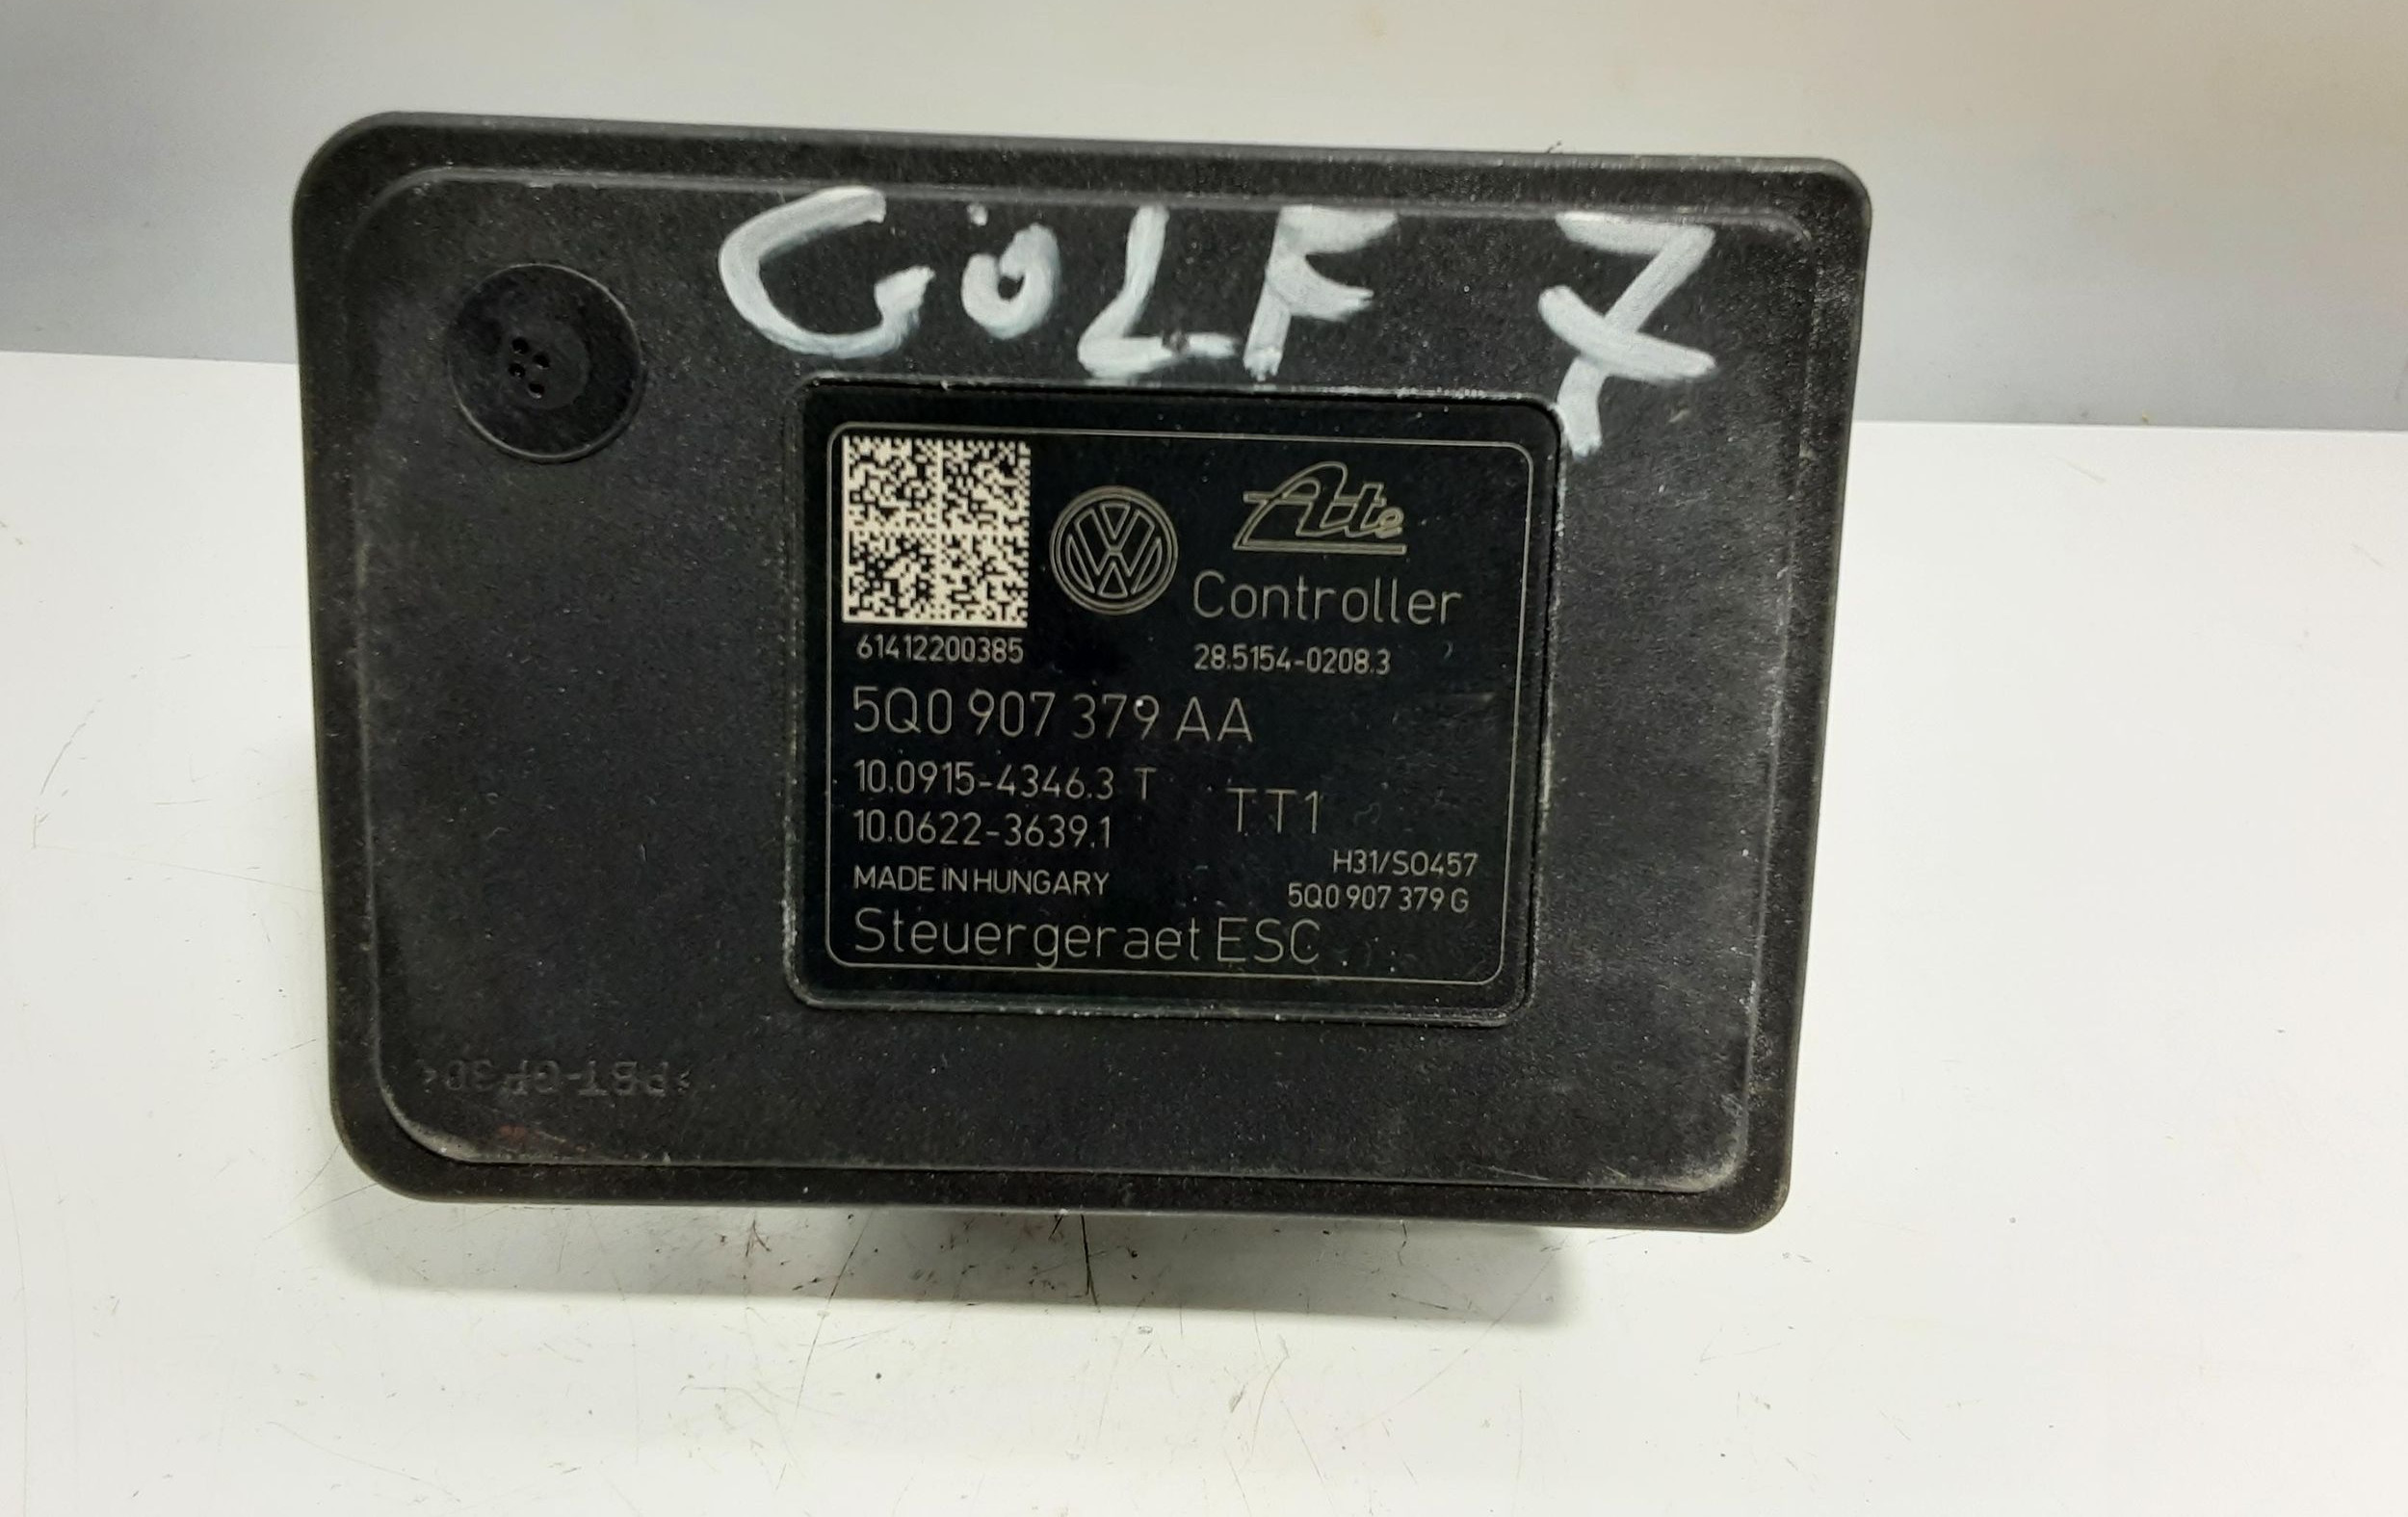 GOLF 7
Ate
Controller
61412200385
28.5154-0208.3
5Q0 907 379 AA
10.0915-4346.3 T
TT1
10.0622-3639.1
H31/S0457
MADE IN HUNGARY
5Q0 907 379 G
Steuergeraet ESC
>PBT-GF30<